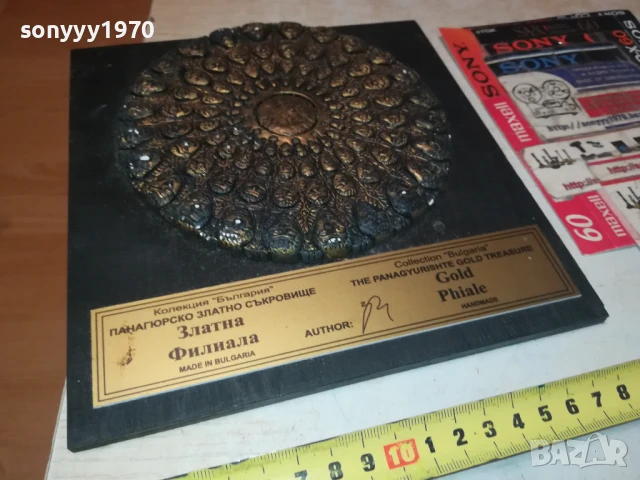 sonyyy1970
Колекция "България"
ПАНАГЮРСКО ЗЛАТНО СЪКРОВИЩЕ
Златна
Филиала
MADE IN BULGARIA
Collection "Bulgaria"
THE PANAGYURISHTE GOLD TREASURE
Gold
Phiale
AUTHOR:
HANDMADE
SONY
SONY
SONY
maxell
maxell
60
8 9 10 1 2 3 4 5 6 7 8
BAZAR